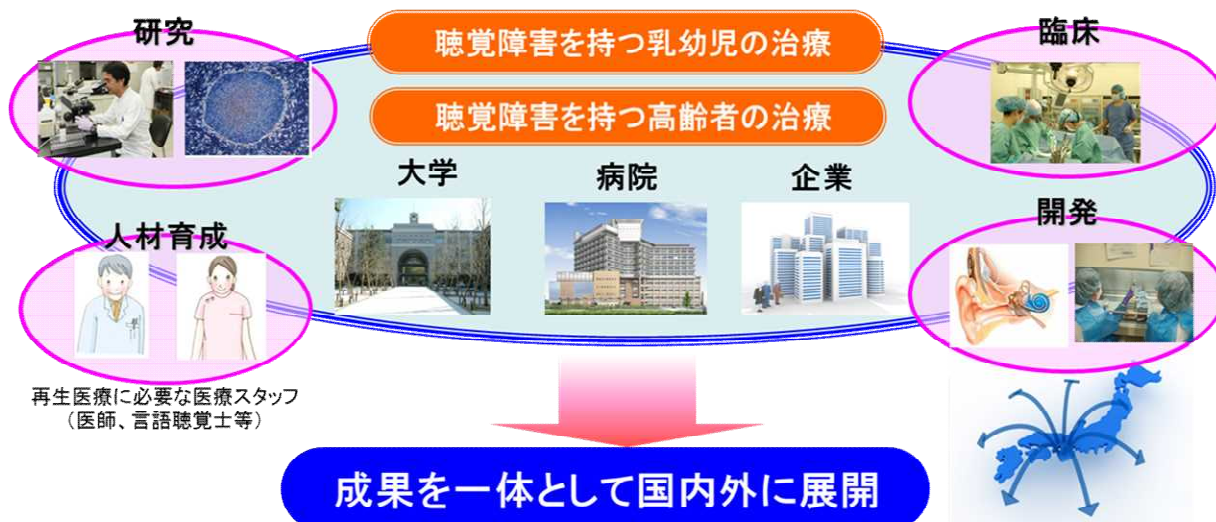 研究
聴覚障害を持つ乳幼児の治療
臨床
聴覚障害を持つ高齢者の治療
大学
病院
企業
人材育成
開発
再生医療に必要な医療スタッフ
（医師、言語聴覚士等）
成果を一体として国内外に展開